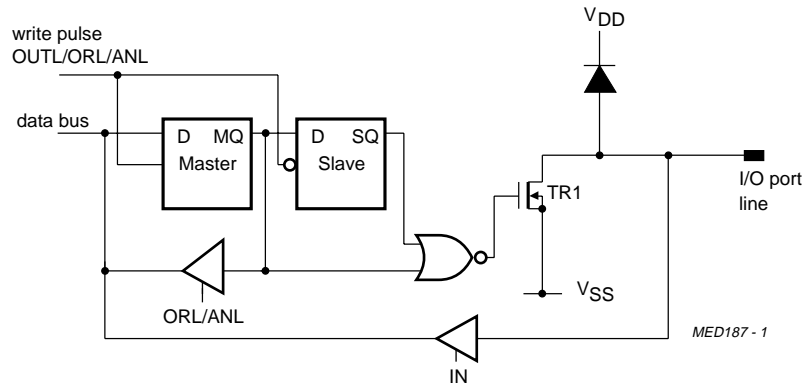 write pulse
OUTL/ORL/ANL
VDD
data bus
D MQ
Master
D SQ
Slave
TR1
I/O port
line
VSS
ORL/ANL
MED187 - 1
IN